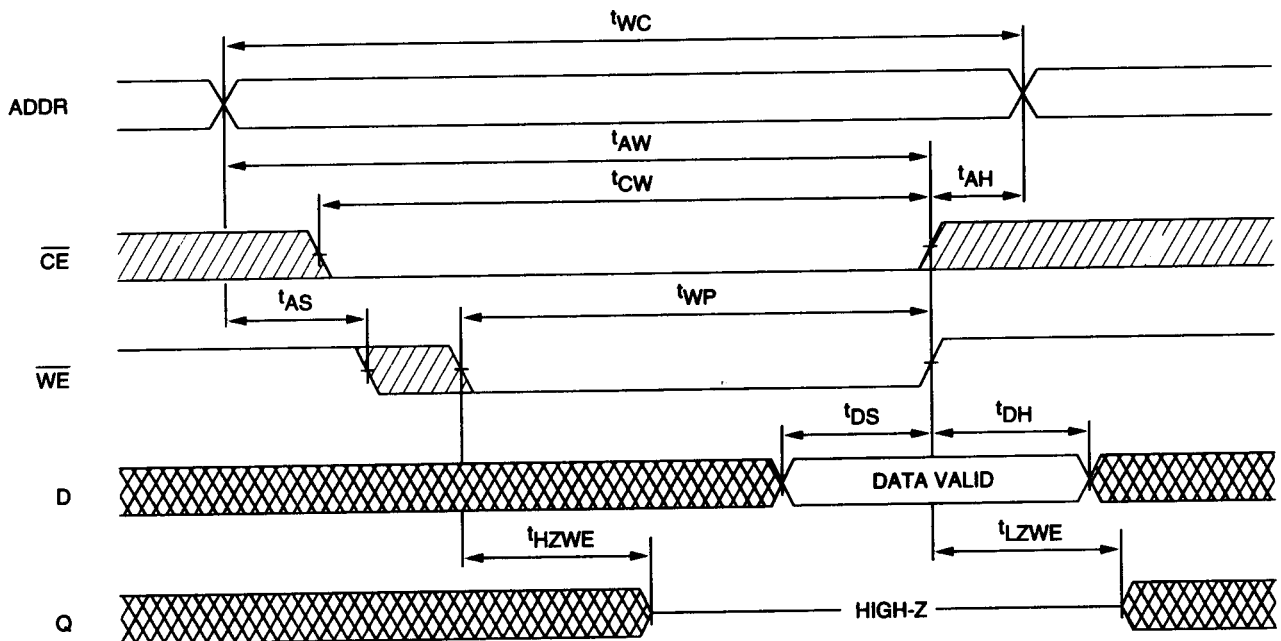 tWC
ADDR
tAW
tCW
tAH
CE
tAS
tWP
WE
tDS
tDH
D
DATA VALID
tHZWE
tLZWE
Q
HIGH-Z